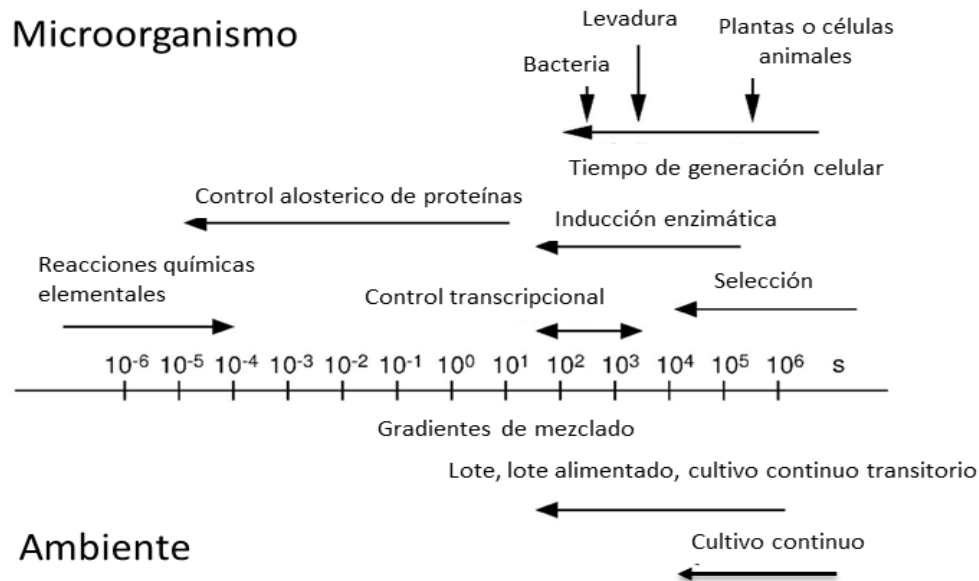 Microorganismo
Levadura
Plantas o células
animales
Bacteria
Tiempo de generación celular
Control alosterico de proteínas
Inducción enzimática
Reacciones químicas
elementales
Control transcripcional
Selección
10⁻⁶ 10⁻⁵ 10⁻⁴ 10⁻³ 10⁻² 10⁻¹ 10⁰ 10¹ 10² 10³ 10⁴ 10⁵ 10⁶ s
Gradientes de mezclado
Lote, lote alimentado, cultivo continuo transitorio
Ambiente
Cultivo continuo